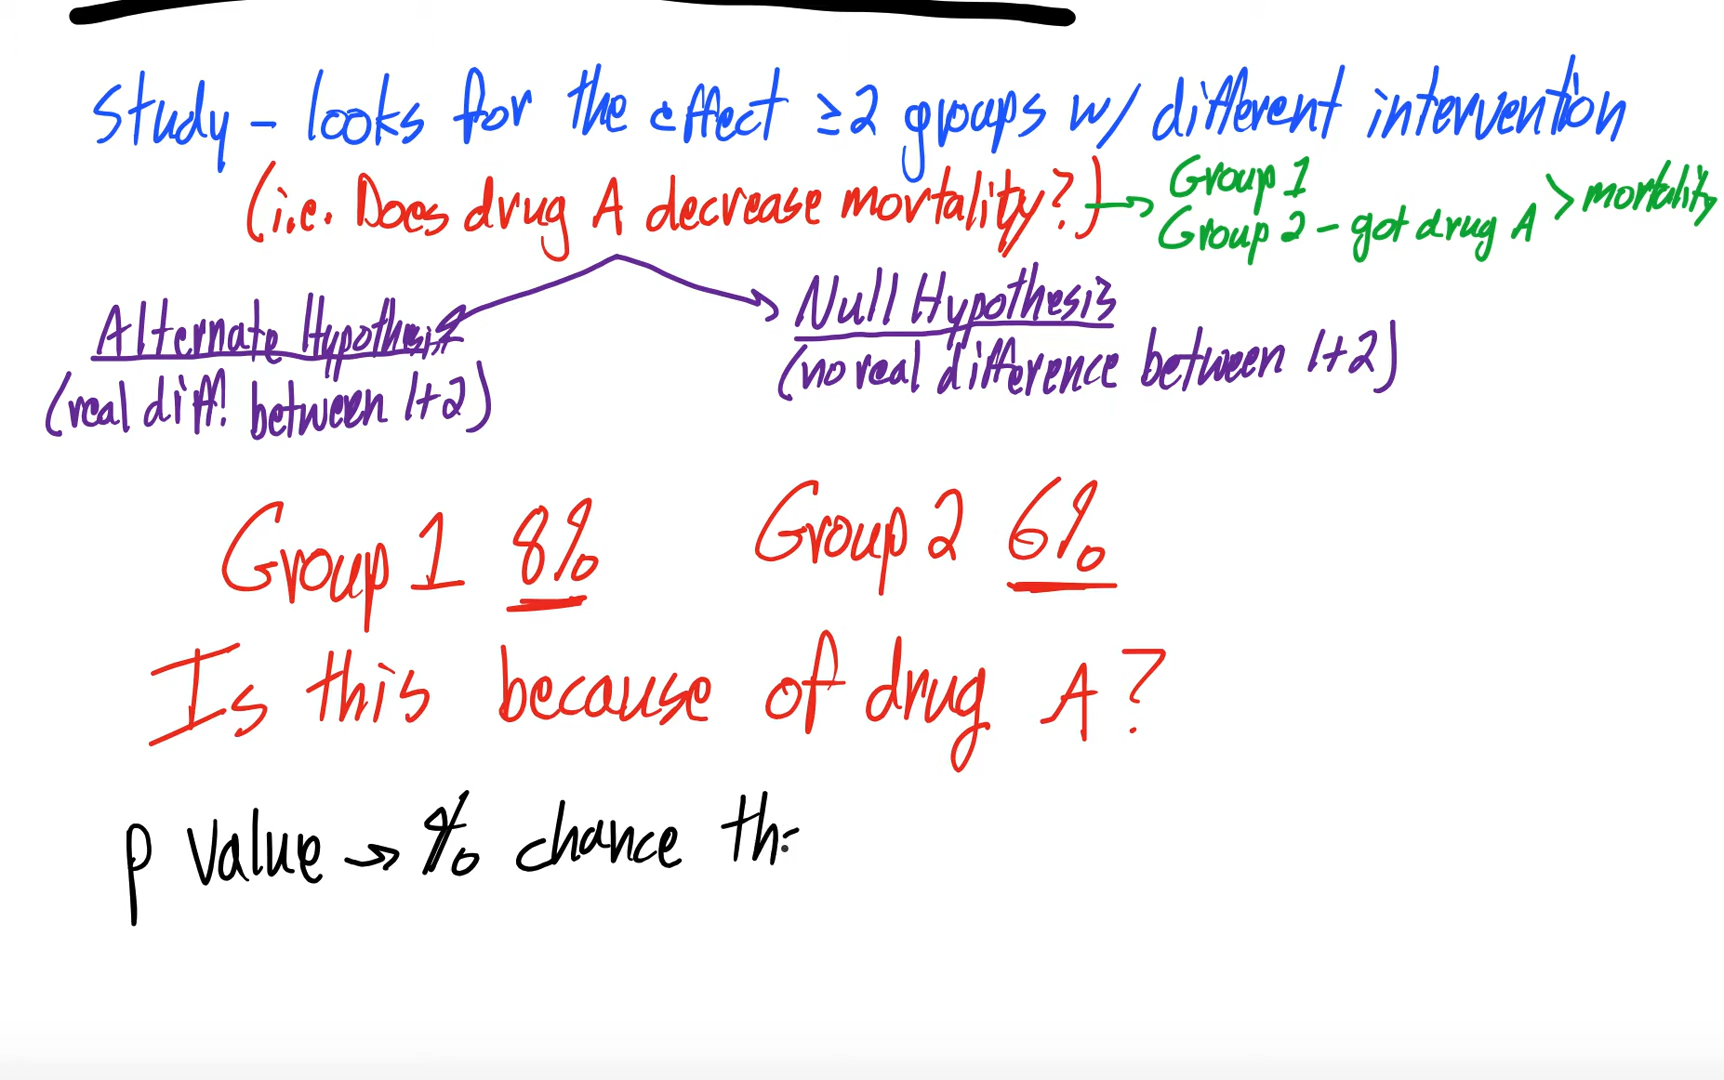 Study - looks for the effect ≥2 groups w/ different intervention
(i.e. Does drug A decrease mortality?) → Group 1
Group 2 - got drug A > mortality
Alternate Hypothesis
(real diff! between 1+2)
Null Hypothesis
(no real difference between 1+2)
Group 1 8% Group 2 6%
Is this because of drug A?
p value → % chance th